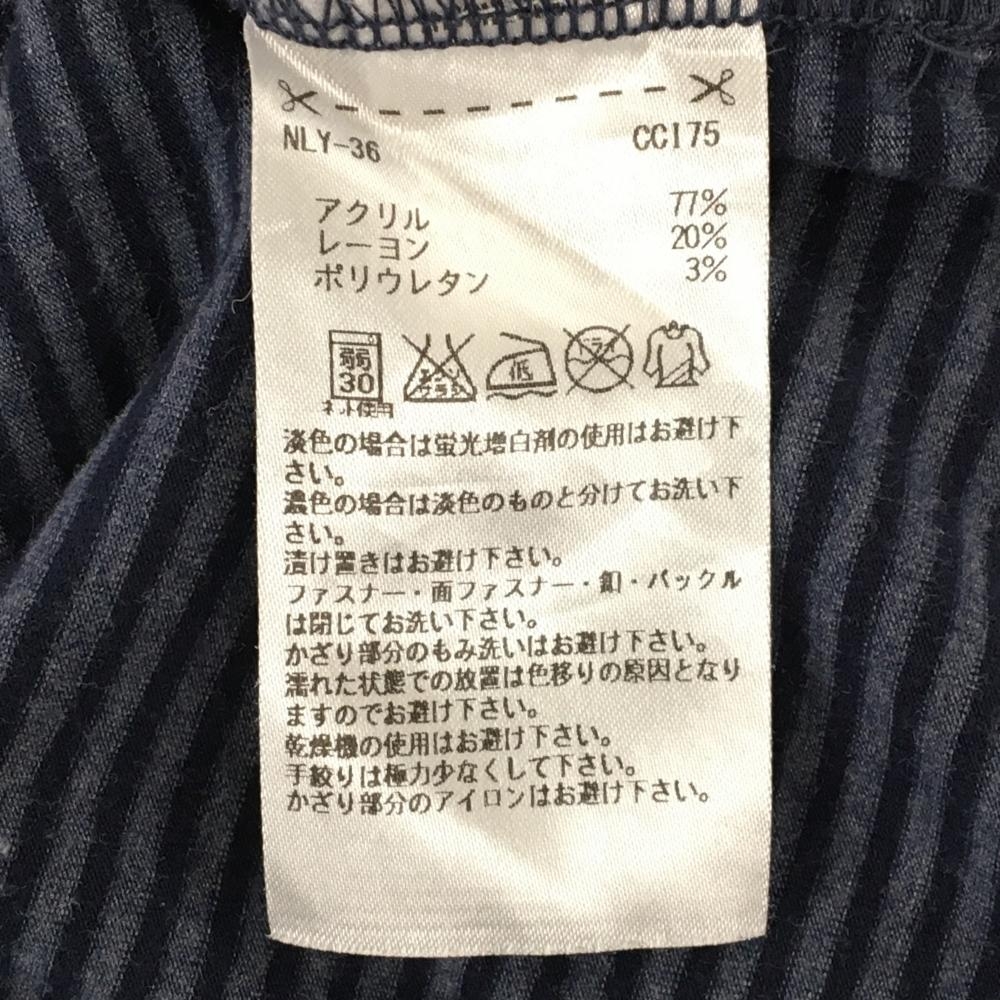 NLY-36 CCI75
アクリル 77%
レーヨン 20%
ポリウレタン 3%
弱
30
ネット使用
エンソ
サラシ
低
ドライ
淡色の場合は蛍光増白剤の使用はお避け下
さい。
濃色の場合は淡色のものと分けてお洗い下
さい。
漬け置きはお避け下さい。
ファスナー・面ファスナー・釦・バックル
は閉じてお洗い下さい。
かざり部分のもみ洗いはお避け下さい。
濡れた状態での放置は色移りの原因となり
ますのでお避け下さい。
乾燥機の使用はお避け下さい。
手絞りは極力少なくして下さい。
かざり部分のアイロンはお避け下さい。